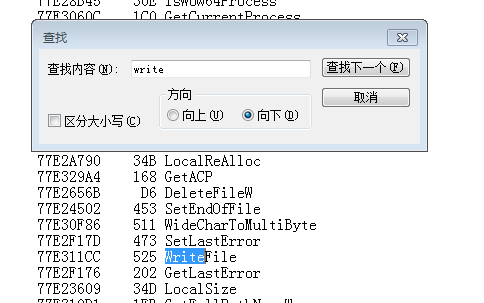 77E28D45 30E IsWow64Process
77E3060C 1C0 GetCurrentProcess
查找
查找内容(N): write
查找下一个(F)
取消
方向
区分大小写(C)
向上(U)
向下(D)
77E2A790 34B LocalReAlloc
77E329A4 168 GetACP
77E2656B D6 DeleteFileW
77E24502 453 SetEndOfFile
77E30F86 511 WideCharToMultiByte
77E2F17D 473 SetLastError
77E311CC 525 WriteFile
77E2F176 202 GetLastError
77E23609 34D LocalSize